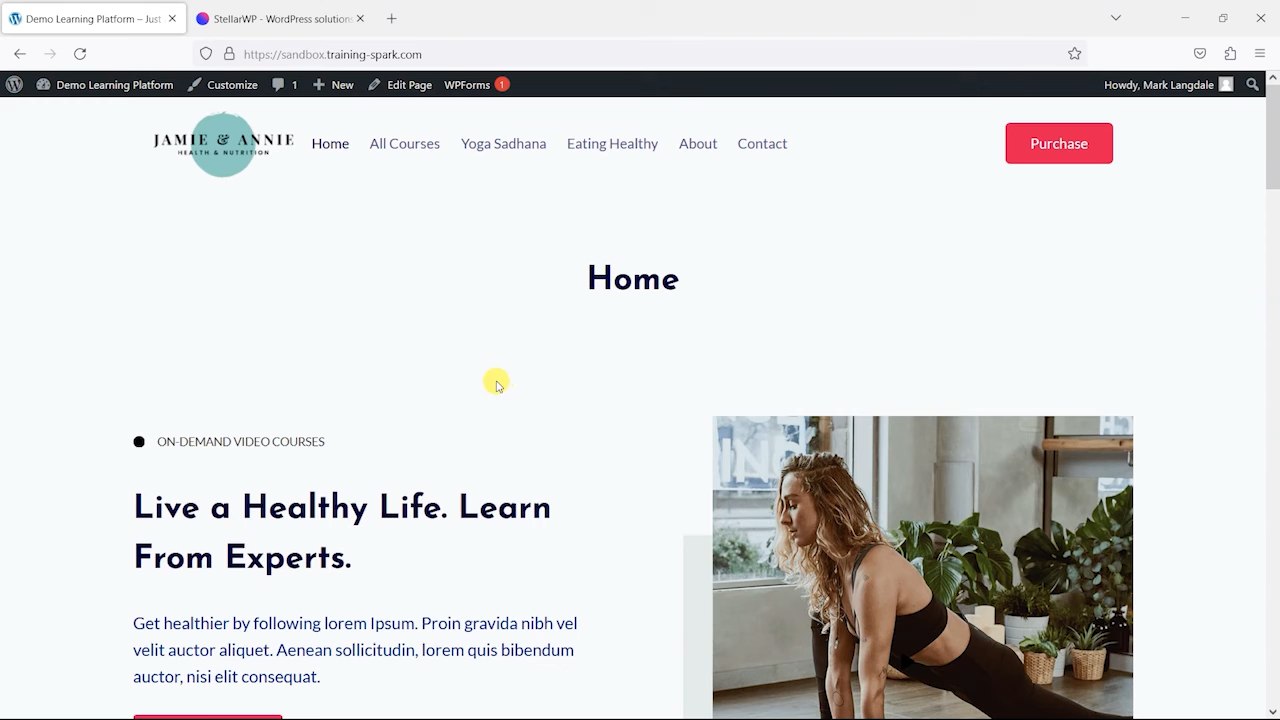 Demo Learning Platform – Just
StellarWP - WordPress solutions
https://sandbox.training-spark.com
Demo Learning Platform
Customize
1
New
Edit Page
WPForms 1
Howdy, Mark Langdale
JAMIE & ANNIE
HEALTH & NUTRITION
Home
All Courses
Yoga Sadhana
Eating Healthy
About
Contact
Purchase
Home
ON-DEMAND VIDEO COURSES
Live a Healthy Life. Learn
From Experts.
Get healthier by following lorem Ipsum. Proin gravida nibh vel
velit auctor aliquet. Aenean sollicitudin, lorem quis bibendum
auctor, nisi elit consequat.